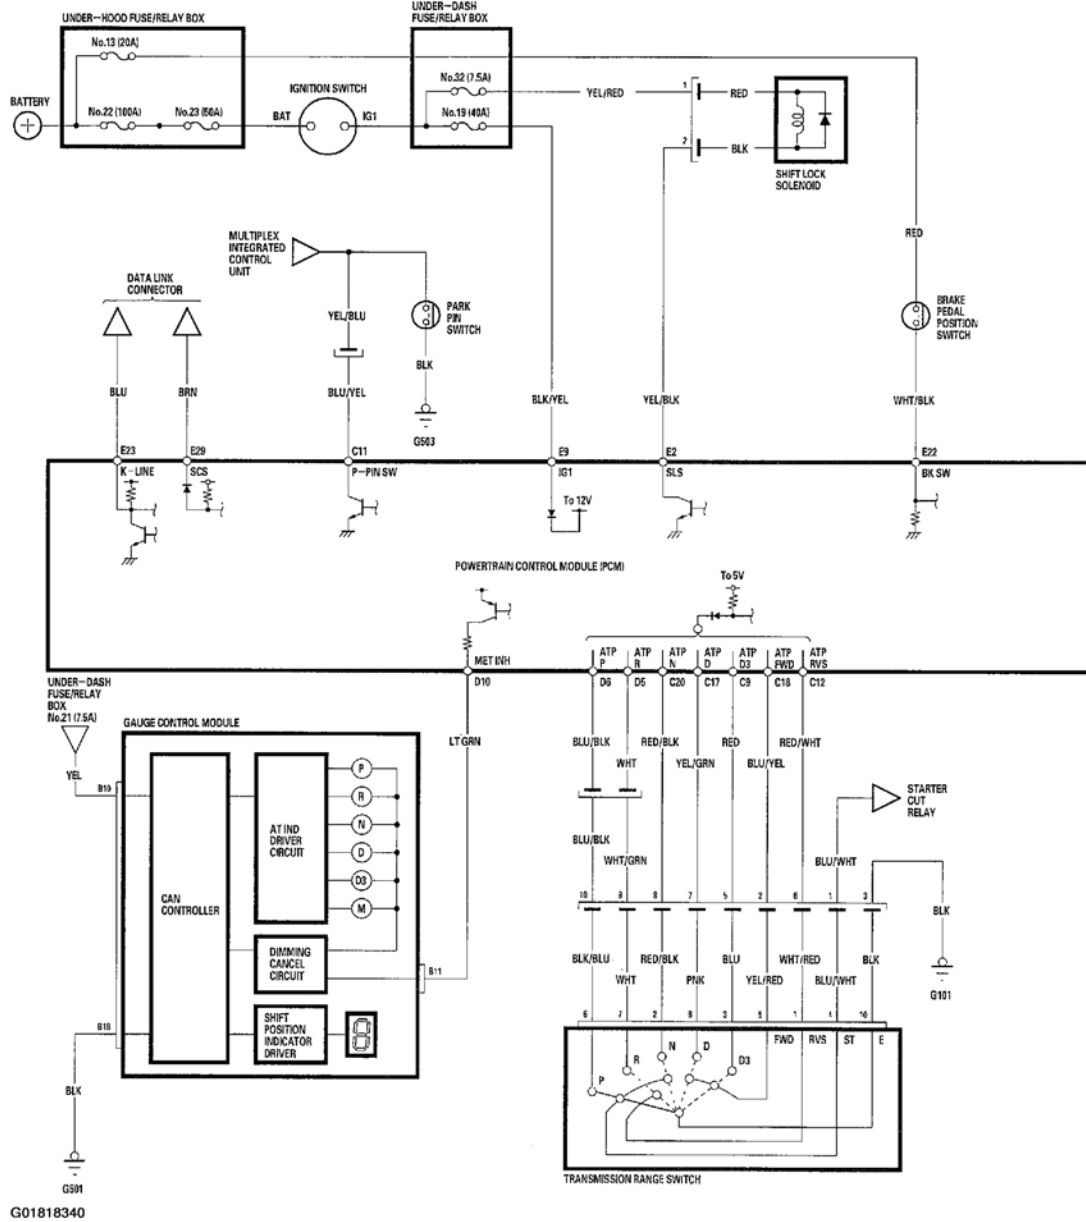 UNDER-HOOD FUSE/RELAY BOX
UNDER-DASH
FUSE/RELAY BOX
No.13 (20A)
No.32 (7.5A)
BATTERY
No.22 (100A)
No.23 (50A)
IGNITION SWITCH
BAT
IG1
No.19 (40A)
YEL/RED
1
RED
2
BLK
SHIFT LOCK
SOLENOID
MULTIPLEX
INTEGRATED
CONTROL
UNIT
RED
DATA LINK
CONNECTOR
YEL/BLU
PARK
PIN
SWITCH
BRAKE
PEDAL
POSITION
SWITCH
BLK
BLU
BRN
BLU/YEL
BLK/YEL
YEL/BLK
WHT/BLK
G503
E23
E29
C11
E9
E2
E22
K-LINE
SCS
P-PIN SW
IG1
SLS
BK SW
To 12V
POWERTRAIN CONTROL MODULE (PCM)
To 5V
MET INH
ATP
P
ATP
R
ATP
N
ATP
D
ATP
D3
ATP
FWD
ATP
RVS
D10
D6
D5
C20
C17
C9
C18
C12
UNDER-DASH
FUSE/RELAY
BOX
No.21 (7.5A)
GAUGE CONTROL MODULE
LT GRN
BLU/BLK
RED/BLK
RED
RED/WHT
WHT
YEL/GRN
BLU/YEL
YEL
B10
P
R
N
D
D3
M
AT IND
DRIVER
CIRCUIT
STARTER
CUT
RELAY
BLU/BLK
WHT/GRN
BLU/WHT
CAN
CONTROLLER
10
9
8
7
5
2
6
1
3
BLK
DIMMING
CANCEL
CIRCUIT
B11
BLK/BLU
RED/BLK
BLU
WHT/RED
BLK
WHT
PNK
YEL/RED
BLU/WHT
G101
B18
SHIFT
POSITION
INDICATOR
DRIVER
6
7
2
8
3
5
1
4
10
FWD
RVS
ST
E
P
R
N
D
D3
BLK
G501
TRANSMISSION RANGE SWITCH
G01818340